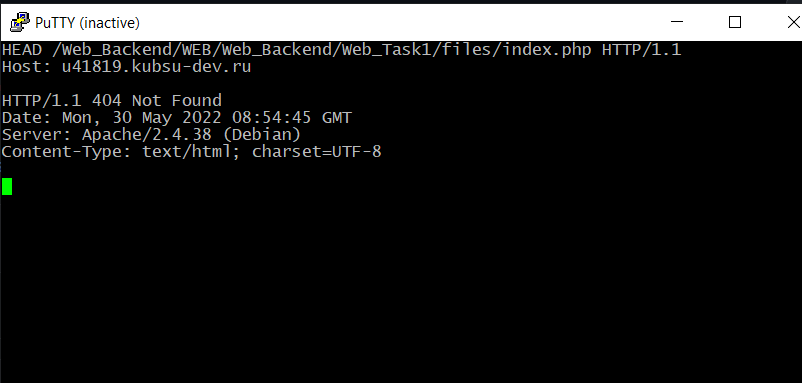 PuTTY (inactive)
HEAD /Web_Backend/WEB/Web_Backend/Web_Task1/files/index.php HTTP/1.1
Host: u41819.kubsu-dev.ru
HTTP/1.1 404 Not Found
Date: Mon, 30 May 2022 08:54:45 GMT
Server: Apache/2.4.38 (Debian)
Content-Type: text/html; charset=UTF-8